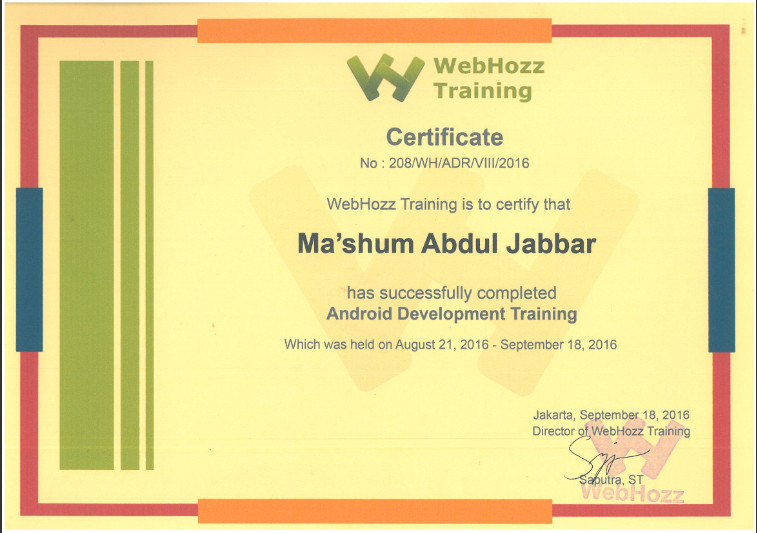 WebHozz
Training
Certificate
No : 208/WH/ADR/VIII/2016
WebHozz Training is to certify that
Ma'shum Abdul Jabbar
has successfully completed
Android Development Training
Which was held on August 21, 2016 - September 18, 2016
Jakarta, September 18, 2016
Director of WebHozz Training
Saputra, ST
WebHozz